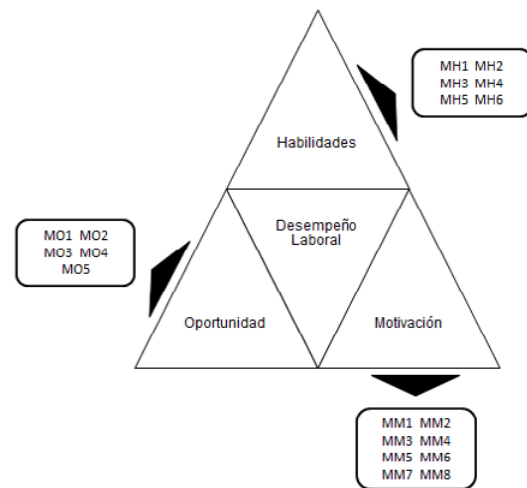 MH1 MH2
MH3 MH4
MH5 MH6
Habilidades
MO1 MO2
MO3 MO4
MO5
Desempeño
Laboral
Oportunidad
Motivación
MM1 MM2
MM3 MM4
MM5 MM6
MM7 MM8